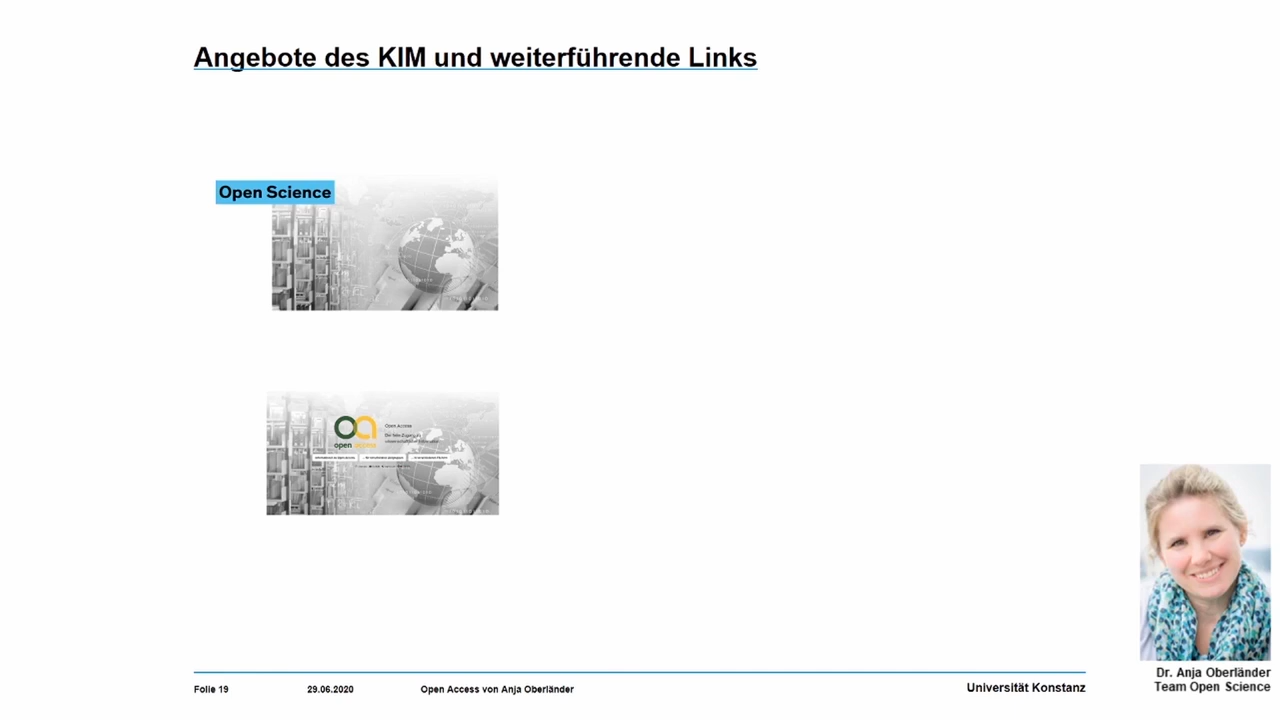 Angebote des KIM und weiterführende Links
Open Science
open access
Open Access
Folie 19
29.06.2020
Open Access von Anja Oberländer
Universität Konstanz
Dr. Anja Oberländer
Team Open Science